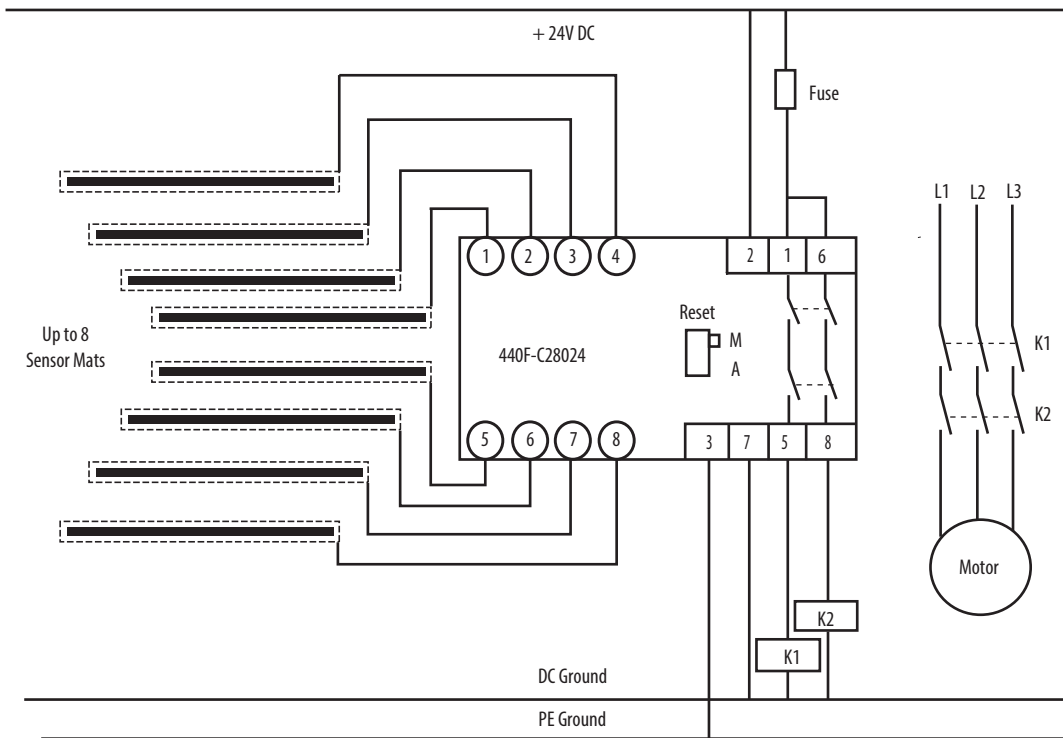 + 24V DC
Fuse
L1 L2 L3
1 2 3 4
2 1 6
Reset
M
A
440F-C28024
K1
K2
Up to 8
Sensor Mats
5 6 7 8
3 7 5 8
Motor
K2
K1
DC Ground
PE Ground